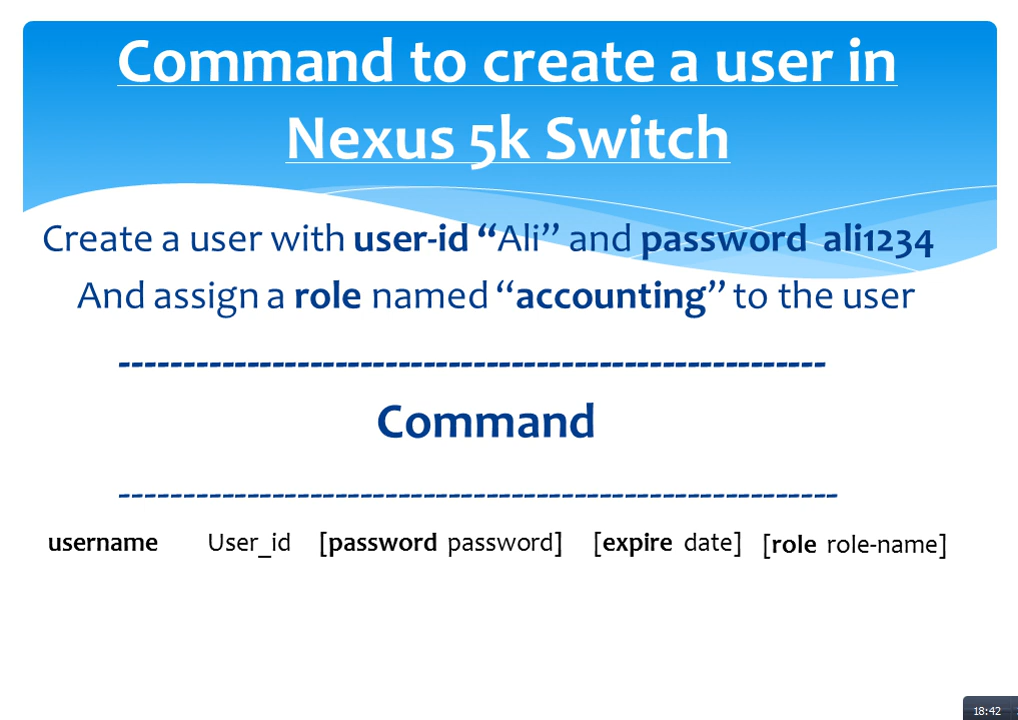 Command to create a user in
Nexus 5k Switch
Create a user with user-id “Ali” and password ali1234
And assign a role named “accounting” to the user
-------------------------------------------------------
Command
--------------------------------------------------------
username User_id [password password] [expire date] [role role-name]
18:42